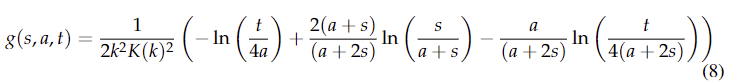 g(s, a, t) = \frac{1}{2k^2K(k)^2} \left( -\ln\left(\frac{t}{4a}\right) + \frac{2(a+s)}{(a+2s)} \ln\left(\frac{s}{a+s}\right) - \frac{a}{(a+2s)} \ln\left(\frac{t}{4(a+2s)}\right) \right)
(8)